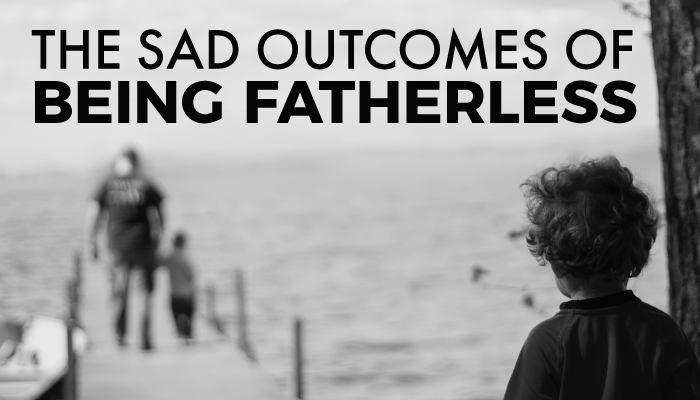 THE SAD OUTCOMES OF
BEING FATHERLESS